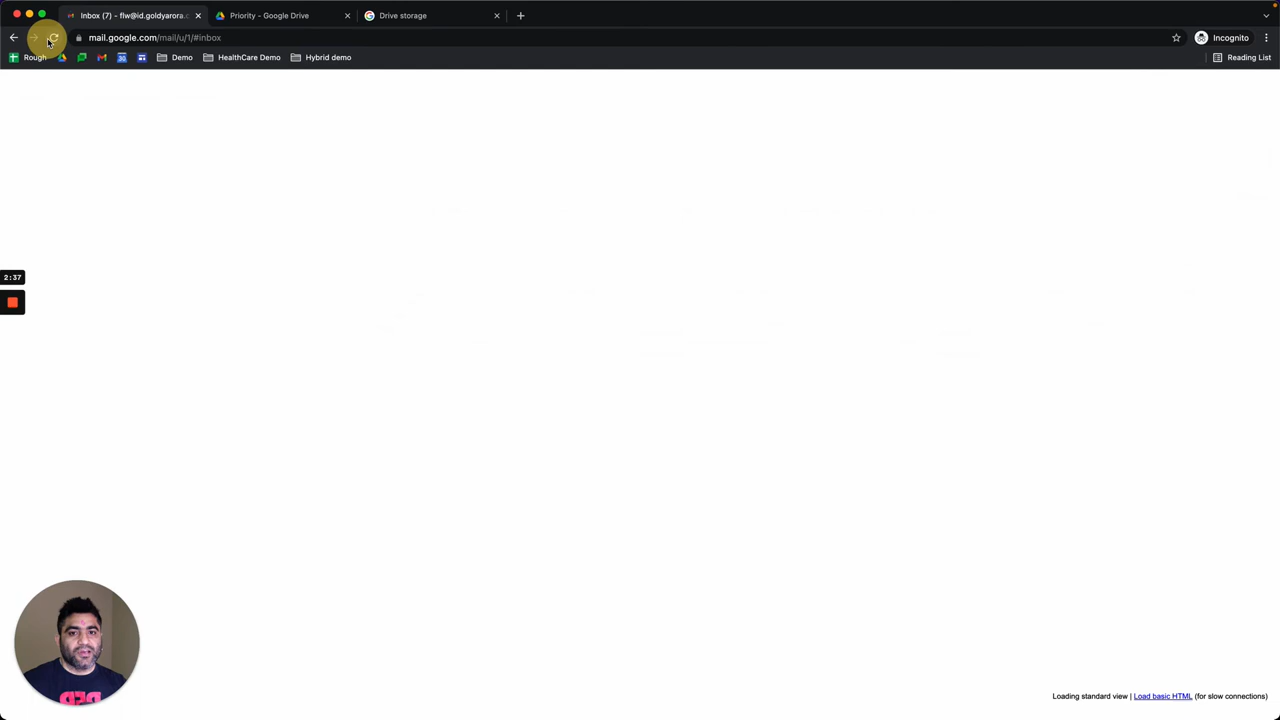 Inbox (7) - flw@id.goldyarora.c
Priority - Google Drive
Drive storage
mail.google.com/mail/u/1/#inbox
Incognito
Rough
30
Demo
HealthCare Demo
Hybrid demo
Reading List
2:37
Loading standard view | Load basic HTML (for slow connections)